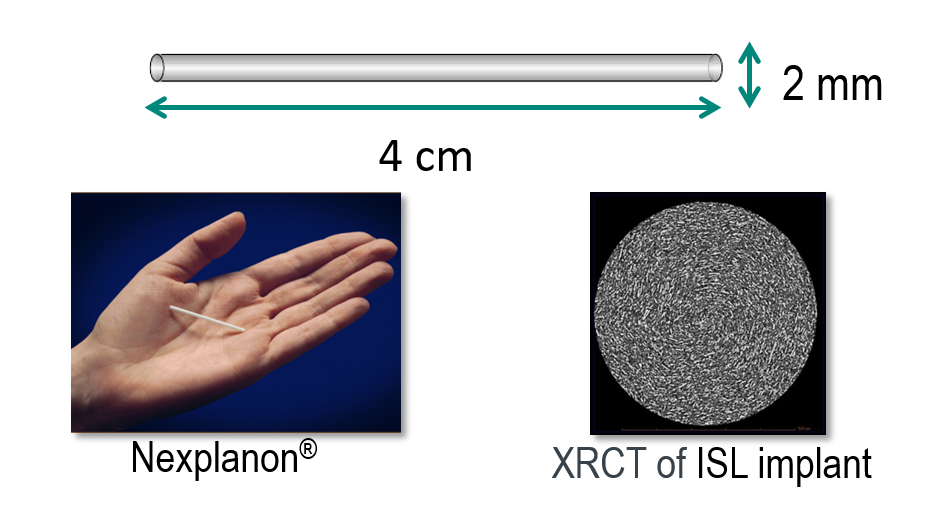 2 mm
4 cm
Nexplanon®
XRCT of ISL implant